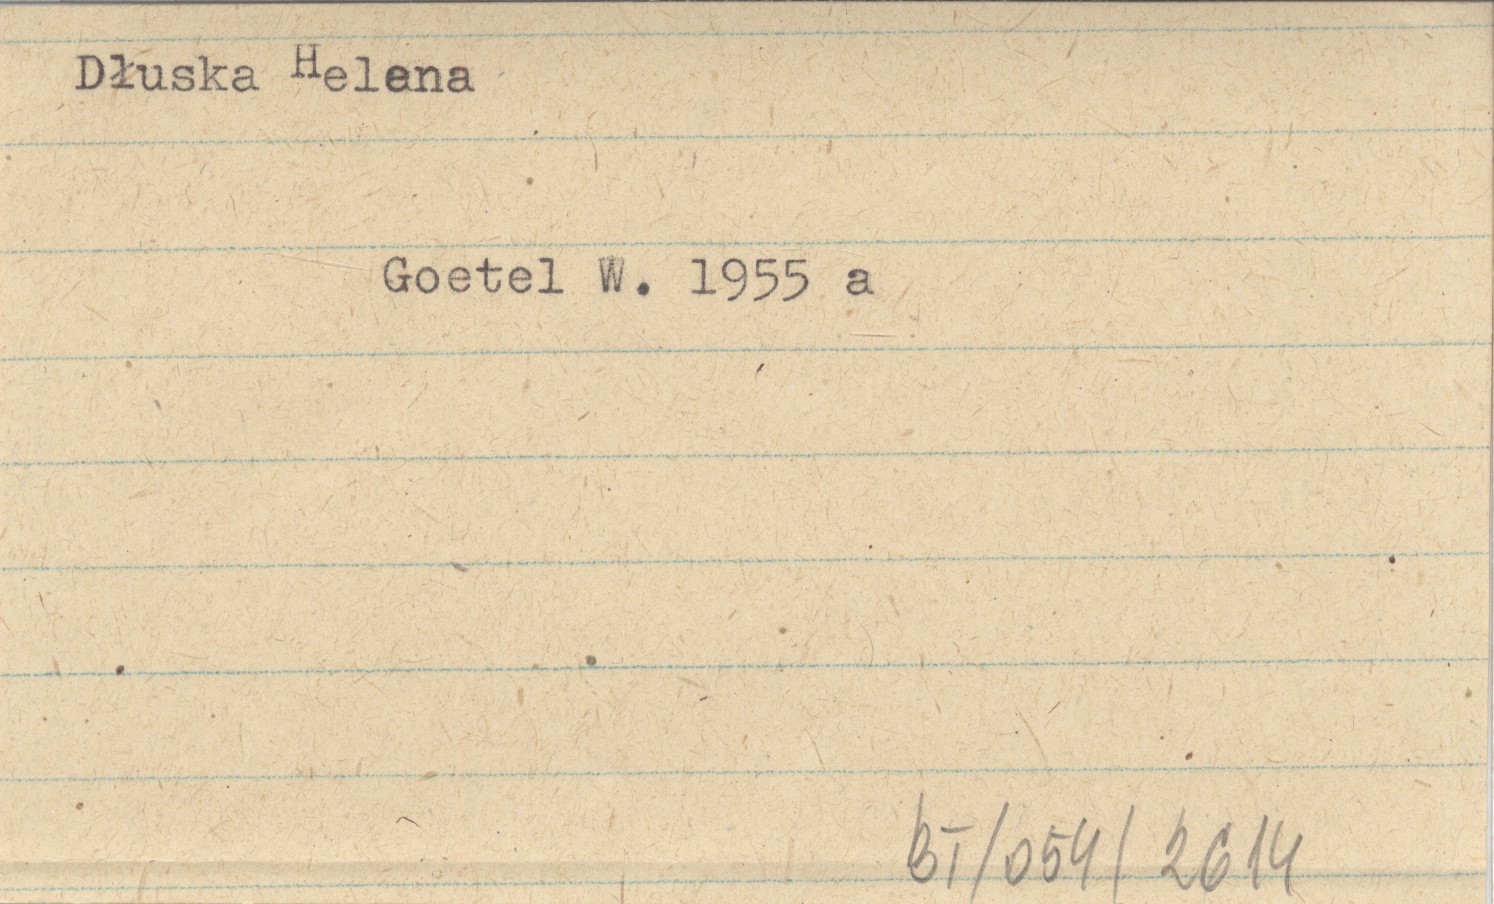 Dłuska Helena
Goetel W. 1955 a
BT/054/2614